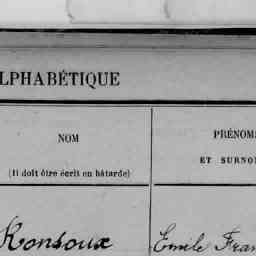 LPHABÉTIQUE
NOM
PRÉNOM
(Il doit être écrit en bâtarde)
ET SURNO
Ronsoux
Emile Fran